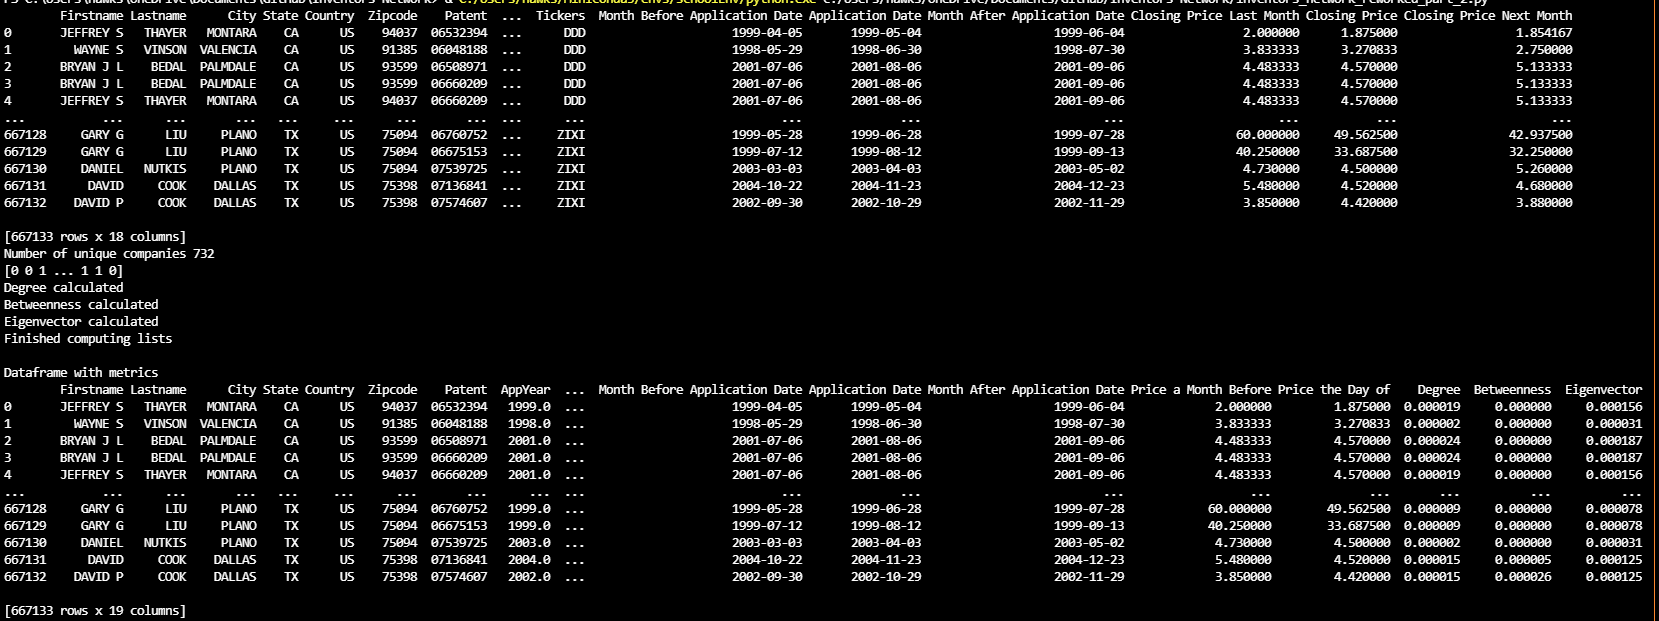 Firstname Lastname City State Country Zipcode Patent ... Tickers Month Before Application Date Application Date Month After Application Date Closing Price Last Month Closing Price Closing Price Next Month
0 JEFFREY S THAYER MONTARA CA US 94037 06532394 ... DDD 1999-04-05 1999-05-04 1999-06-04 2.000000 1.875000 1.854167
1 WAYNE S VINSON VALENCIA CA US 91385 06048188 ... DDD 1998-05-29 1998-06-30 1998-07-30 3.833333 3.270833 2.750000
2 BRYAN J L BEDAL PALMDALE CA US 93599 06508971 ... DDD 2001-07-06 2001-08-06 2001-09-06 4.483333 4.570000 5.133333
3 BRYAN J L BEDAL PALMDALE CA US 93599 06660209 ... DDD 2001-07-06 2001-08-06 2001-09-06 4.483333 4.570000 5.133333
4 JEFFREY S THAYER MONTARA CA US 94037 06660209 ... DDD 2001-07-06 2001-08-06 2001-09-06 4.483333 4.570000 5.133333
... ... ... ... ... ... ... ... ... ... ... ... ... ... ... ...
667128 GARY G LIU PLANO TX US 75094 06760752 ... ZIXI 1999-05-28 1999-06-28 1999-07-28 60.000000 49.562500 42.937500
667129 GARY G LIU PLANO TX US 75094 06675153 ... ZIXI 1999-07-12 1999-08-12 1999-09-13 40.250000 33.687500 32.250000
667130 DANIEL NUTKIS PLANO TX US 75094 07539725 ... ZIXI 2003-03-03 2003-04-03 2003-05-02 4.730000 4.500000 5.260000
667131 DAVID COOK DALLAS TX US 75398 07136841 ... ZIXI 2004-10-22 2004-11-23 2004-12-23 5.480000 4.520000 4.680000
667132 DAVID P COOK DALLAS TX US 75398 07574607 ... ZIXI 2002-09-30 2002-10-29 2002-11-29 3.850000 4.420000 3.880000
[667133 rows x 18 columns]
Number of unique companies 732
[0 0 1 ... 1 1 0]
Degree calculated
Betweenness calculated
Eigenvector calculated
Finished computing lists
Dataframe with metrics
Firstname Lastname City State Country Zipcode Patent AppYear ... Month Before Application Date Application Date Month After Application Date Price a Month Before Price the Day of Degree Betweenness Eigenvector
0 JEFFREY S THAYER MONTARA CA US 94037 06532394 1999.0 ... 1999-04-05 1999-05-04 1999-06-04 2.000000 1.875000 0.000019 0.000000 0.000156
1 WAYNE S VINSON VALENCIA CA US 91385 06048188 1998.0 ... 1998-05-29 1998-06-30 1998-07-30 3.833333 3.270833 0.000002 0.000000 0.000031
2 BRYAN J L BEDAL PALMDALE CA US 93599 06508971 2001.0 ... 2001-07-06 2001-08-06 2001-09-06 4.483333 4.570000 0.000024 0.000000 0.000187
3 BRYAN J L BEDAL PALMDALE CA US 93599 06660209 2001.0 ... 2001-07-06 2001-08-06 2001-09-06 4.483333 4.570000 0.000024 0.000000 0.000187
4 JEFFREY S THAYER MONTARA CA US 94037 06660209 2001.0 ... 2001-07-06 2001-08-06 2001-09-06 4.483333 4.570000 0.000019 0.000000 0.000156
... ... ... ... ... ... ... ... ... ... ... ... ... ... ... ... ... ...
667128 GARY G LIU PLANO TX US 75094 06760752 1999.0 ... 1999-05-28 1999-06-28 1999-07-28 60.000000 49.562500 0.000009 0.000000 0.000078
667129 GARY G LIU PLANO TX US 75094 06675153 1999.0 ... 1999-07-12 1999-08-12 1999-09-13 40.250000 33.687500 0.000009 0.000000 0.000078
667130 DANIEL NUTKIS PLANO TX US 75094 07539725 2003.0 ... 2003-03-03 2003-04-03 2003-05-02 4.730000 4.500000 0.000002 0.000000 0.000031
667131 DAVID COOK DALLAS TX US 75398 07136841 2004.0 ... 2004-10-22 2004-11-23 2004-12-23 5.480000 4.520000 0.000015 0.000005 0.000125
667132 DAVID P COOK DALLAS TX US 75398 07574607 2002.0 ... 2002-09-30 2002-10-29 2002-11-29 3.850000 4.420000 0.000015 0.000026 0.000125
[667133 rows x 19 columns]